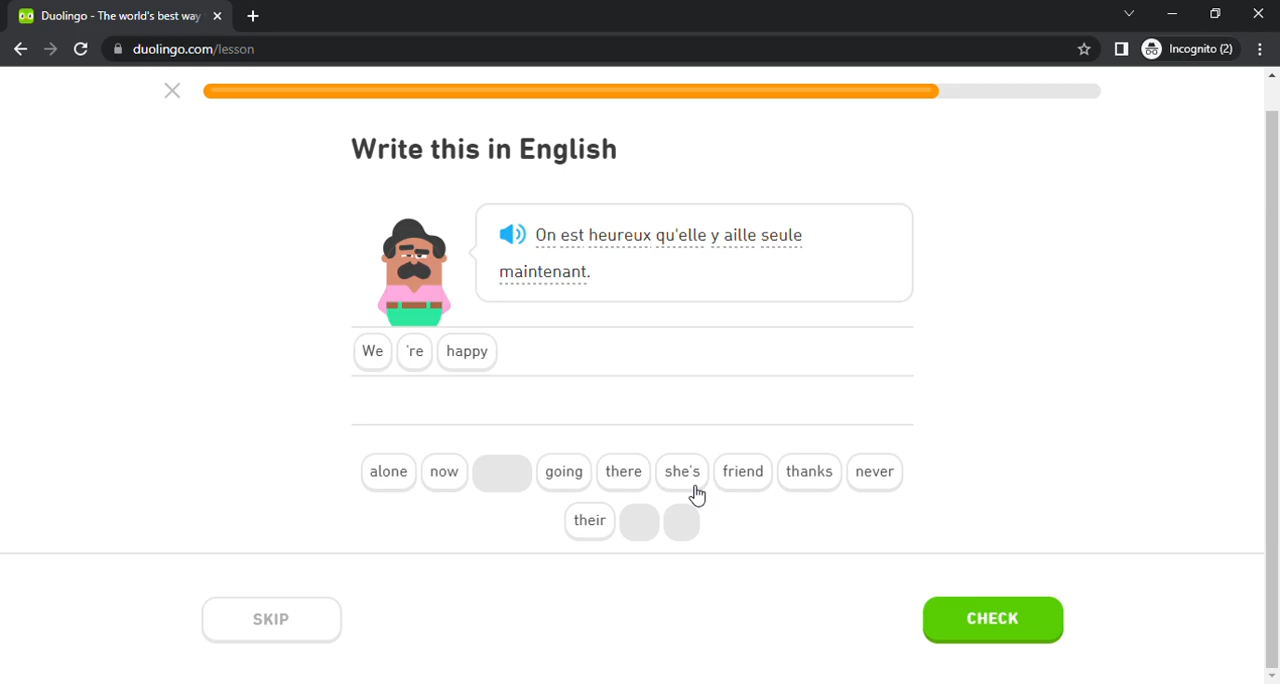 Duolingo - The world's best way
duolingo.com/lesson
Incognito (2)
Write this in English
On est heureux qu'elle y aille seule
maintenant.
We 're happy
alone now going there she's friend thanks never
their
SKIP
CHECK